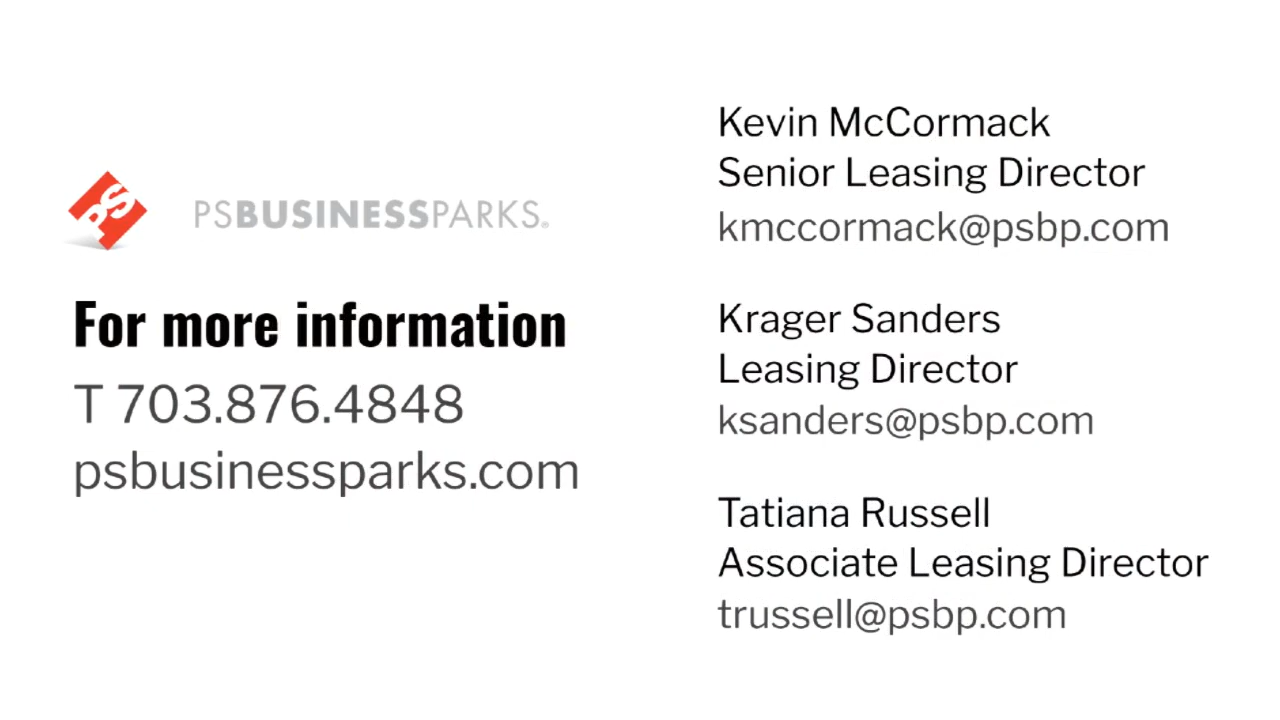 PS
PSBUSINESSPARKS®
For more information
T 703.876.4848
psbusinessparks.com
Kevin McCormack
Senior Leasing Director
kmccormack@psbp.com
Krager Sanders
Leasing Director
ksanders@psbp.com
Tatiana Russell
Associate Leasing Director
trussell@psbp.com